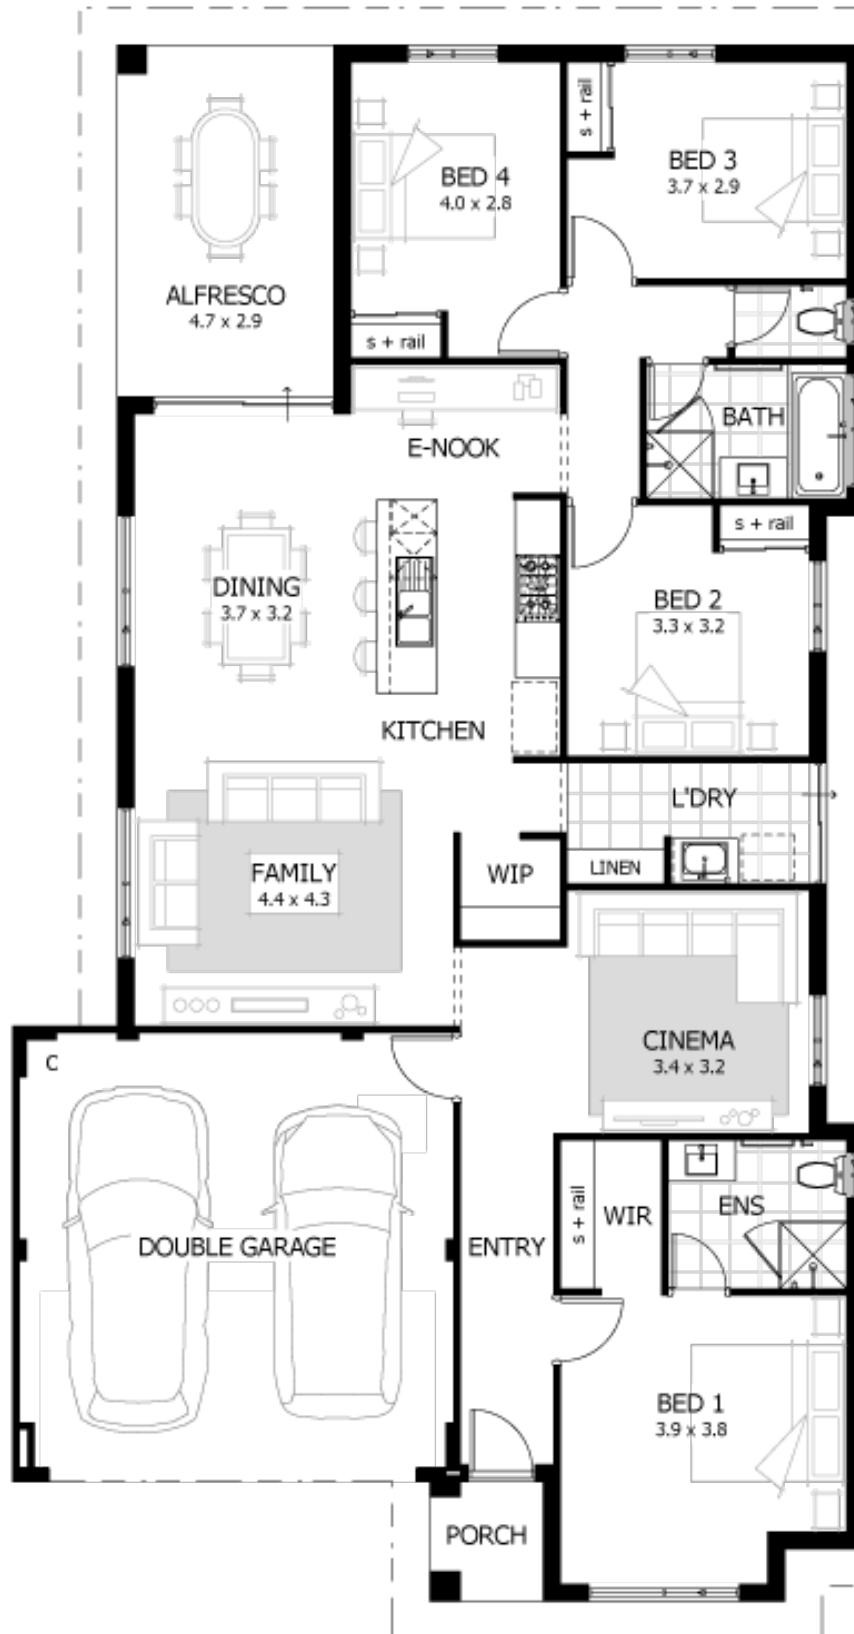 s + rail
BED 3
3.7 x 2.9
BED 4
4.0 x 2.8
ALFRESCO
4.7 x 2.9
s + rail
BATH
E-NOOK
s + rail
DINING
3.7 x 3.2
BED 2
3.3 x 3.2
KITCHEN
L'DRY
FAMILY
4.4 x 4.3
WIP
LINEN
CINEMA
3.4 x 3.2
C
s + rail
WIR
ENS
DOUBLE GARAGE
ENTRY
BED 1
3.9 x 3.8
PORCH